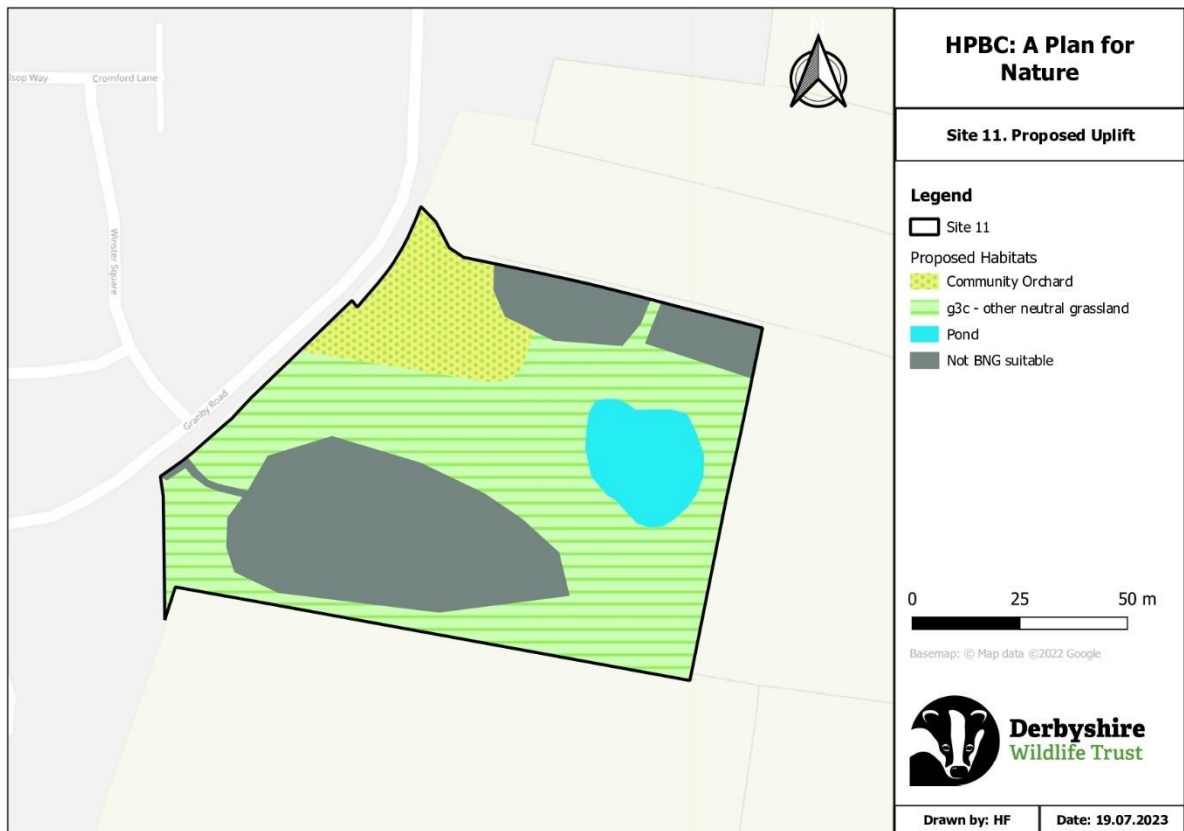 lsop Way
Cromford Lane
Winster Square
Granby Road
N
HPBC: A Plan for
Nature
Site 11. Proposed Uplift
Legend
Site 11
Proposed Habitats
Community Orchard
g3c - other neutral grassland
Pond
Not BNG suitable
0 25 50 m
Basemap: © Map data ©2022 Google
Derbyshire
Wildlife Trust
Drawn by: HF
Date: 19.07.2023